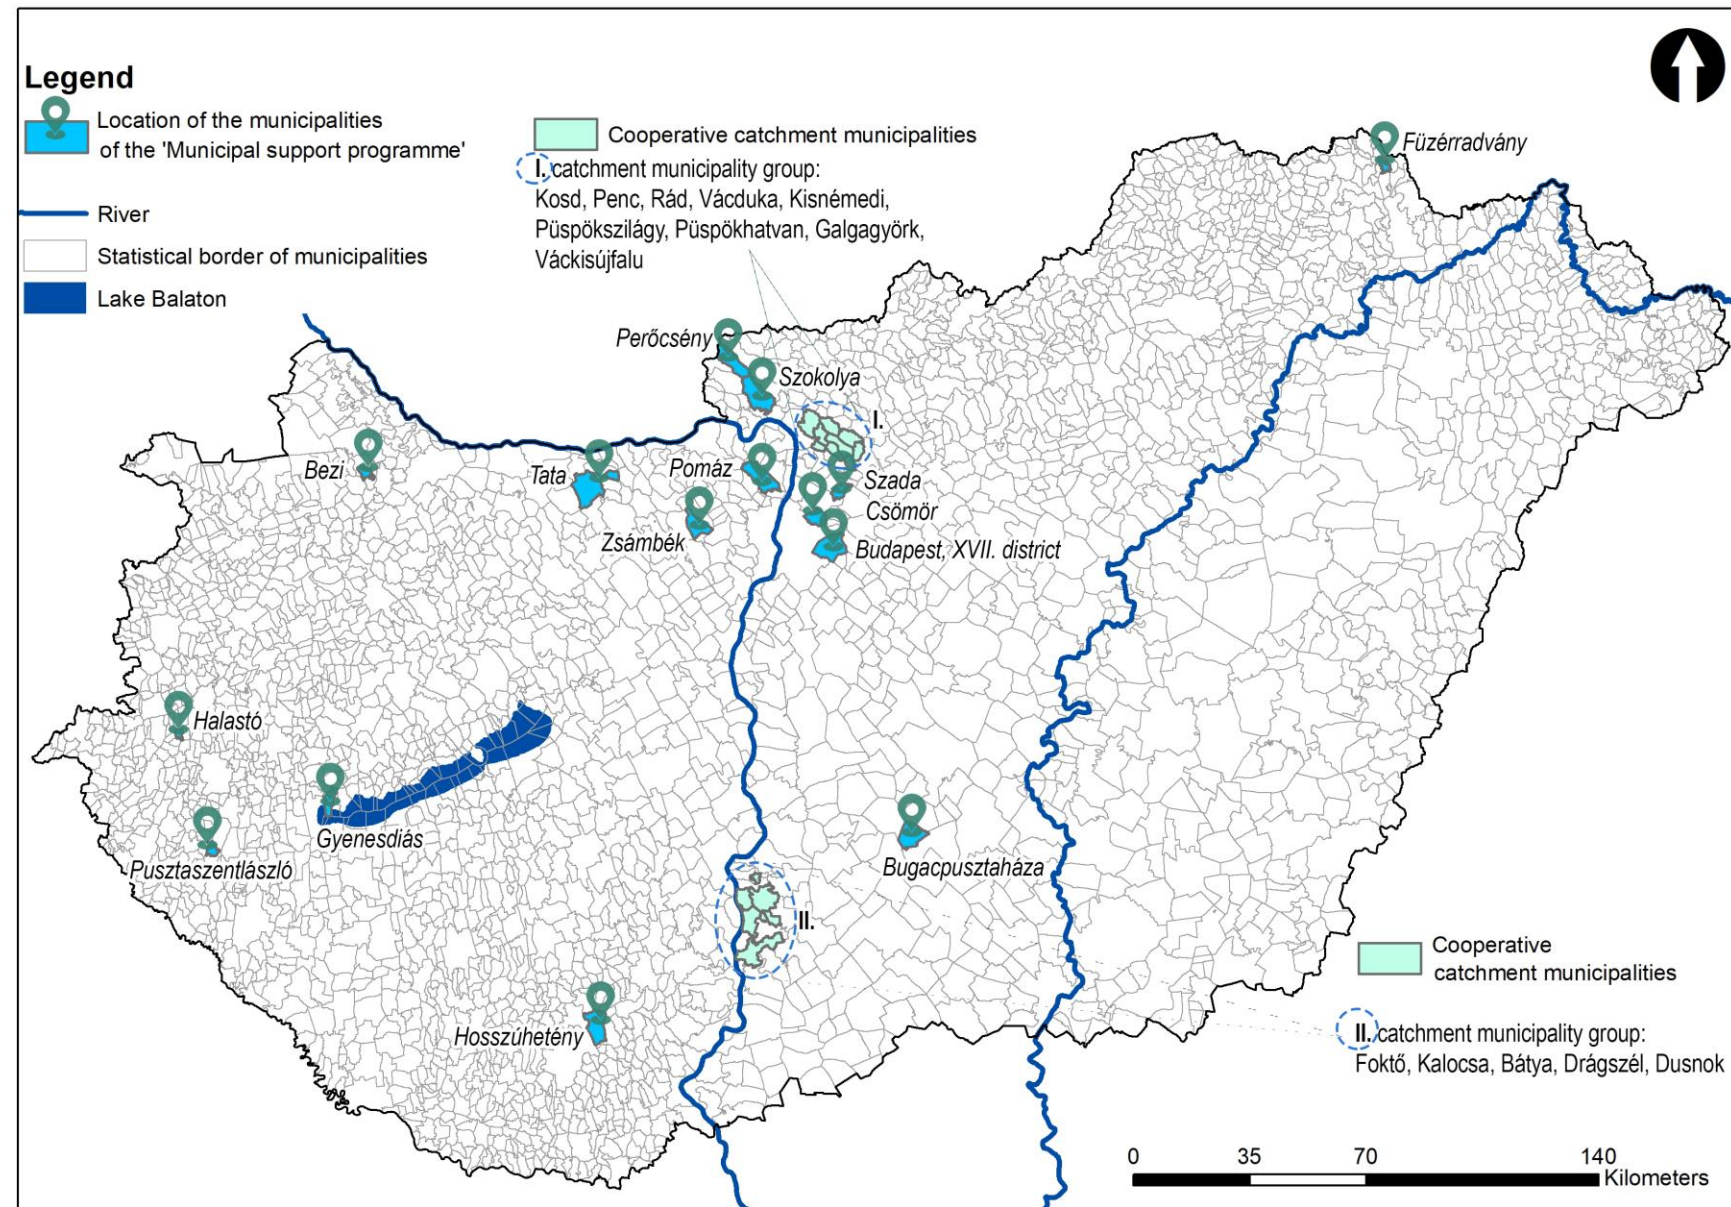 Legend
Location of the municipalities
of the 'Municipal support programme'
River
Statistical border of municipalities
Lake Balaton
Cooperative catchment municipalities
I. catchment municipality group:
Kosd, Penc, Rád, Vácduka, Kisnémedi,
Püspökszilágy, Püspökhatvan, Galgagyörk,
Váckisújfalu
Füzérradvány
Perőcsény
Szokolya
I.
Bezi
Tata
Pomáz
Szada
Csömör
Zsámbék
Budapest, XVII. district
Halastó
Gyenesdiás
Pusztaszentlászló
Bugacpusztaháza
II.
Hosszúhetény
Cooperative
catchment municipalities
II. catchment municipality group:
Foktő, Kalocsa, Bátya, Drágszél, Dusnok
0 35 70 140
Kilometers